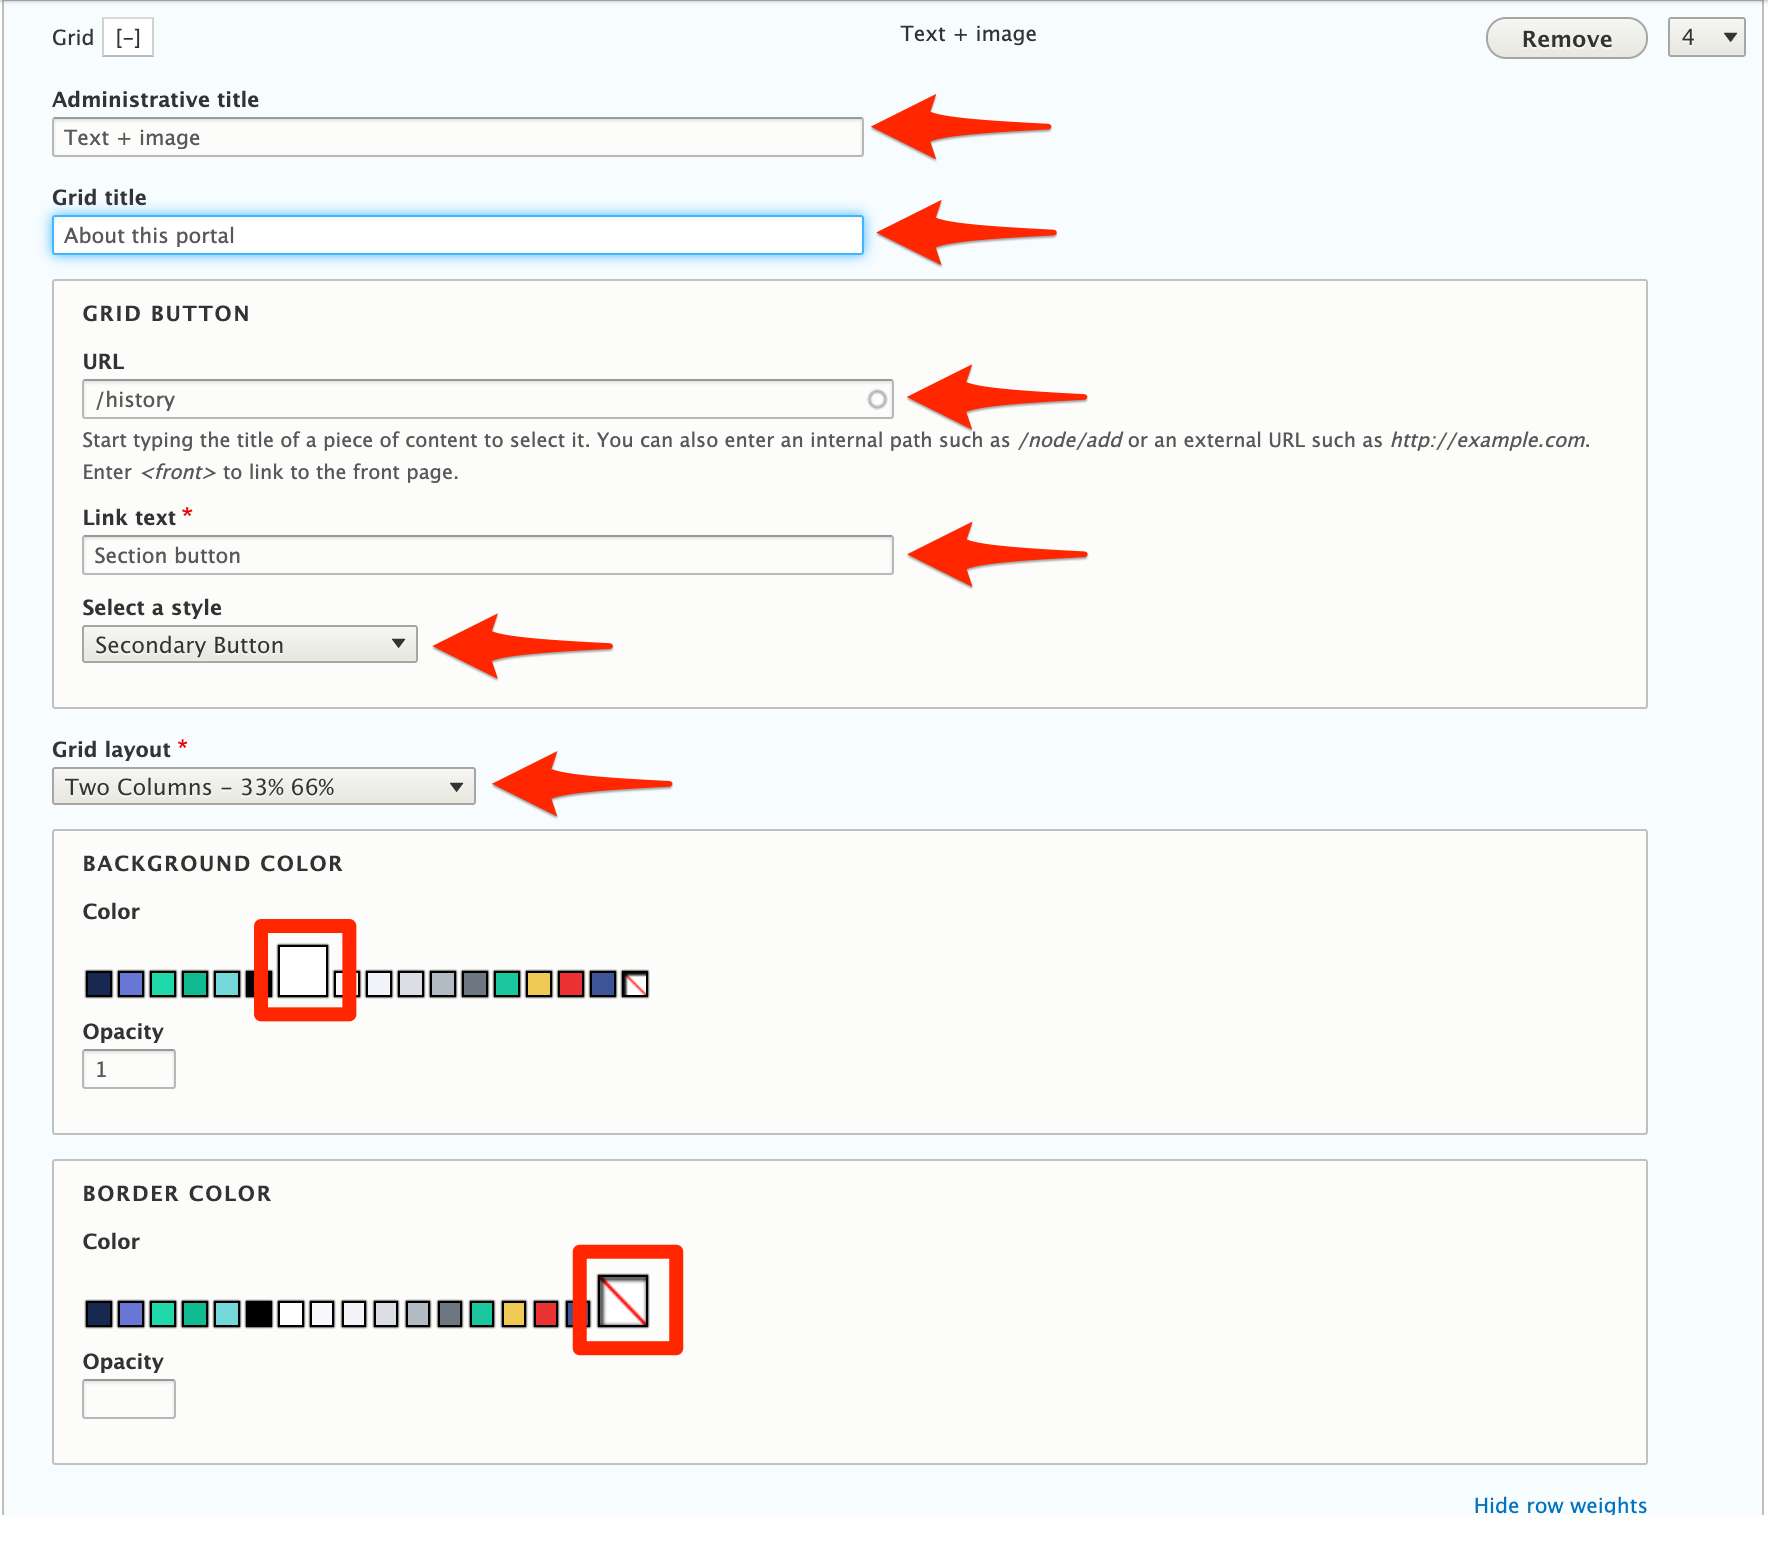 Grid [-] Text + image Remove 4
Administrative title
Text + image
Grid title
About this portal
GRID BUTTON
URL
/history
Start typing the title of a piece of content to select it. You can also enter an internal path such as /node/add or an external URL such as http://example.com.
Enter <front> to link to the front page.
Link text *
Section button
Select a style
Secondary Button
Grid layout *
Two Columns - 33% 66%
BACKGROUND COLOR
Color
Opacity
1
BORDER COLOR
Color
Opacity
Hide row weights